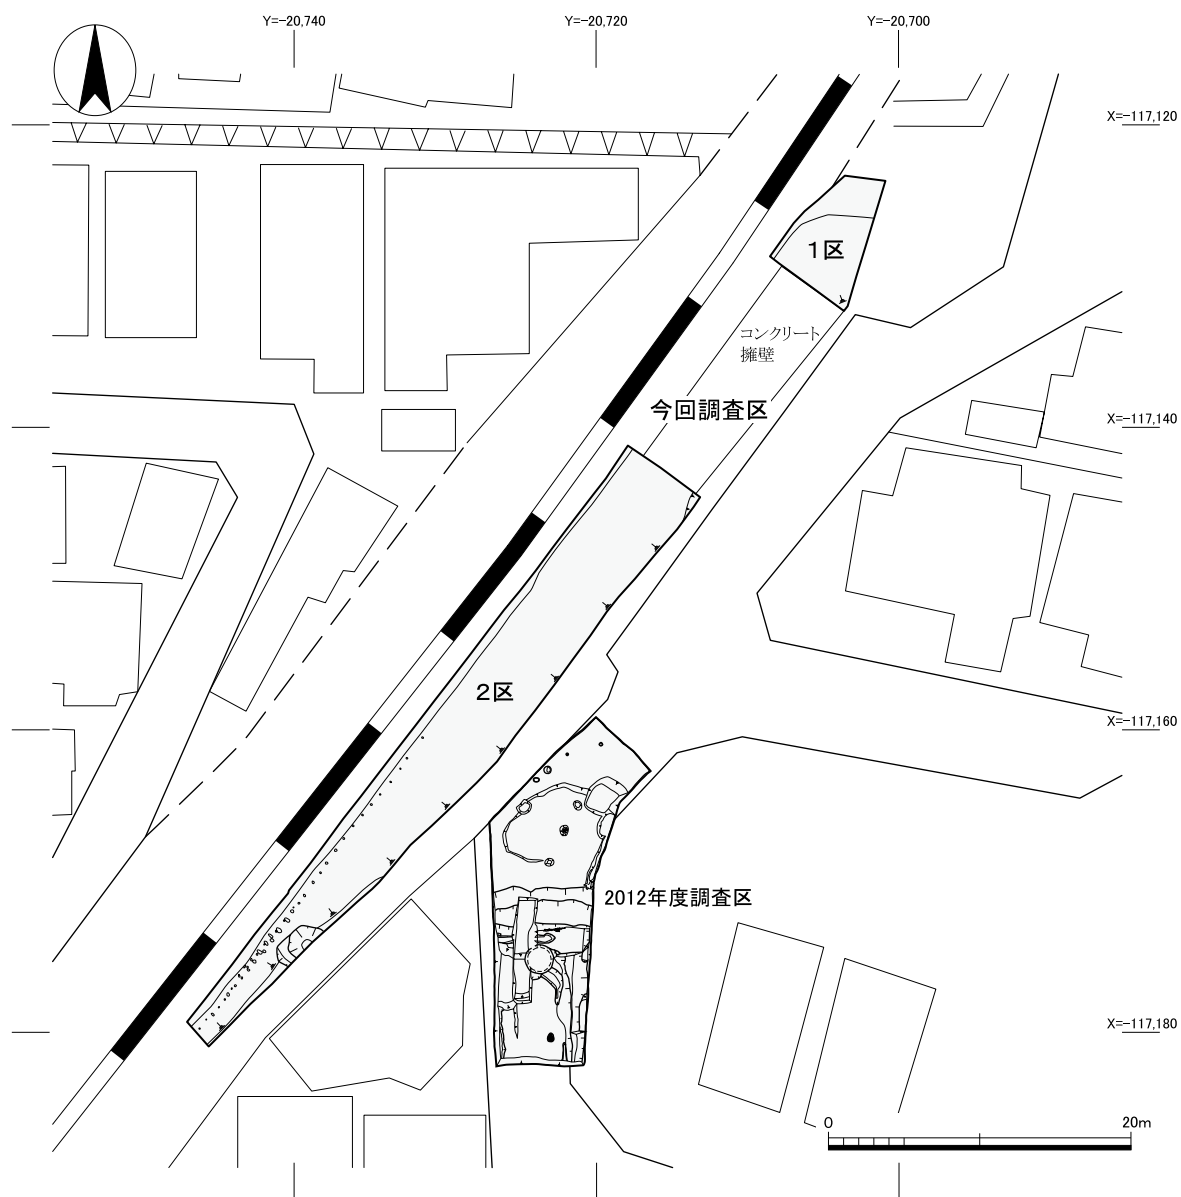 Y=-20,740
Y=-20,720
Y=-20,700
X=-117,120
1区
コンクリート
擁壁
今回調査区
X=-117,140
2区
X=-117,160
2012年度調査区
X=-117,180
0
20m